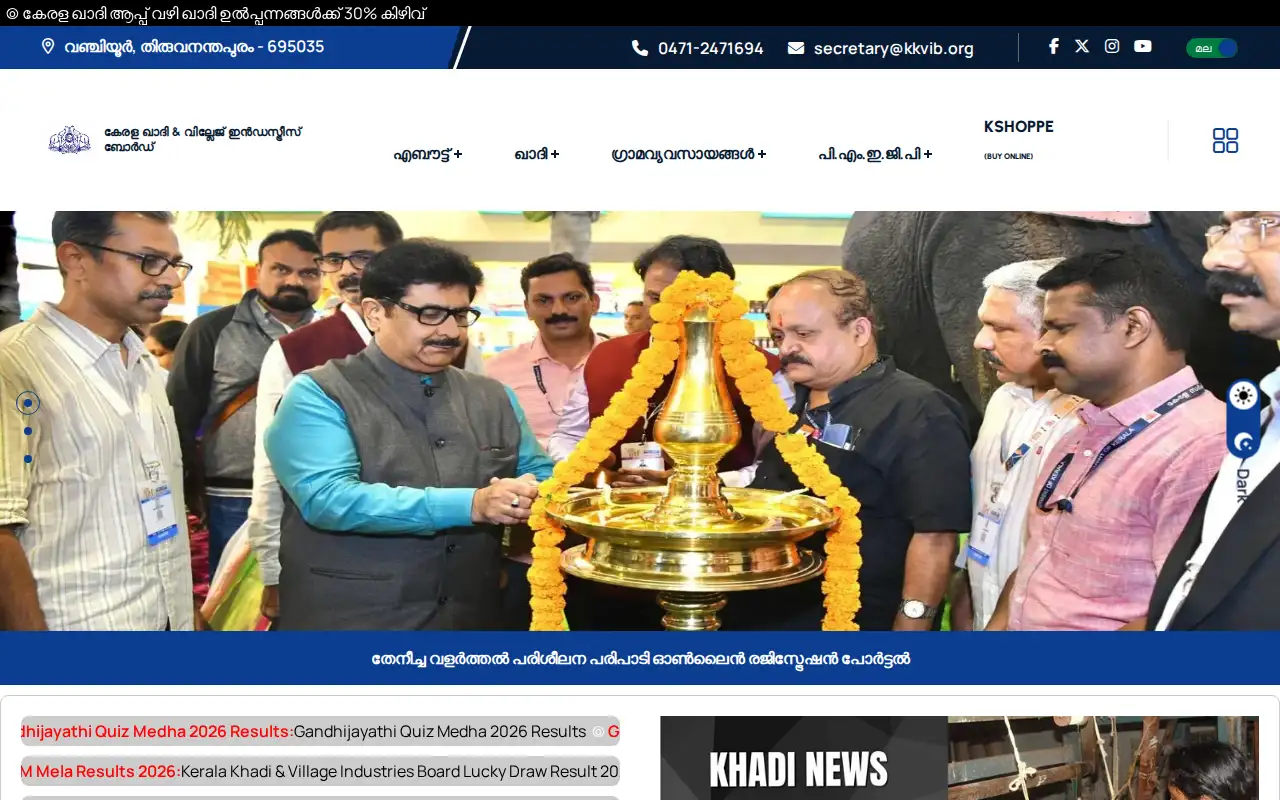 © കേരള ഖാദി ആപ്പ് വഴി ഖാദി ഉൽപ്പന്നങ്ങൾക്ക് 30% കിഴിവ്
വഞ്ചിയൂർ, തിരുവനന്തപുരം - 695035
0471-2471694
secretary@kkvib.org
മല
കേരള ഖാദി & വില്ലേജ് ഇൻഡസ്ട്രീസ്
ബോർഡ്
എബൗട്ട് +
ഖാദി +
ഗ്രാമവ്യവസായങ്ങൾ +
പി.എം.ഇ.ജി.പി +
KSHOPPE
(BUY ONLINE)
Dark
തേനീച്ച വളർത്തൽ പരിശീലന പരിപാടി ഓൺലൈൻ രജിസ്ട്രേഷൻ പോർട്ടൽ
dhijayathi Quiz Medha 2026 Results:Gandhijayathi Quiz Medha 2026 Results © G
M Mela Results 2026:Kerala Khadi & Village Industries Board Lucky Draw Result 20
KHADI NEWS